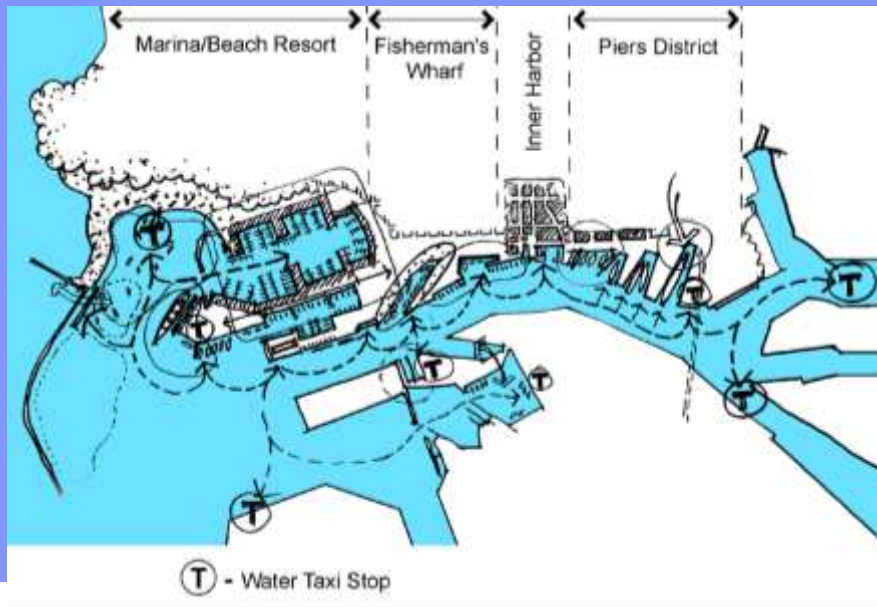 Marina/Beach Resort
Fisherman's
Wharf
Inner Harbor
Piers District
T
T
T
T
T
T
T
T
T - Water Taxi Stop